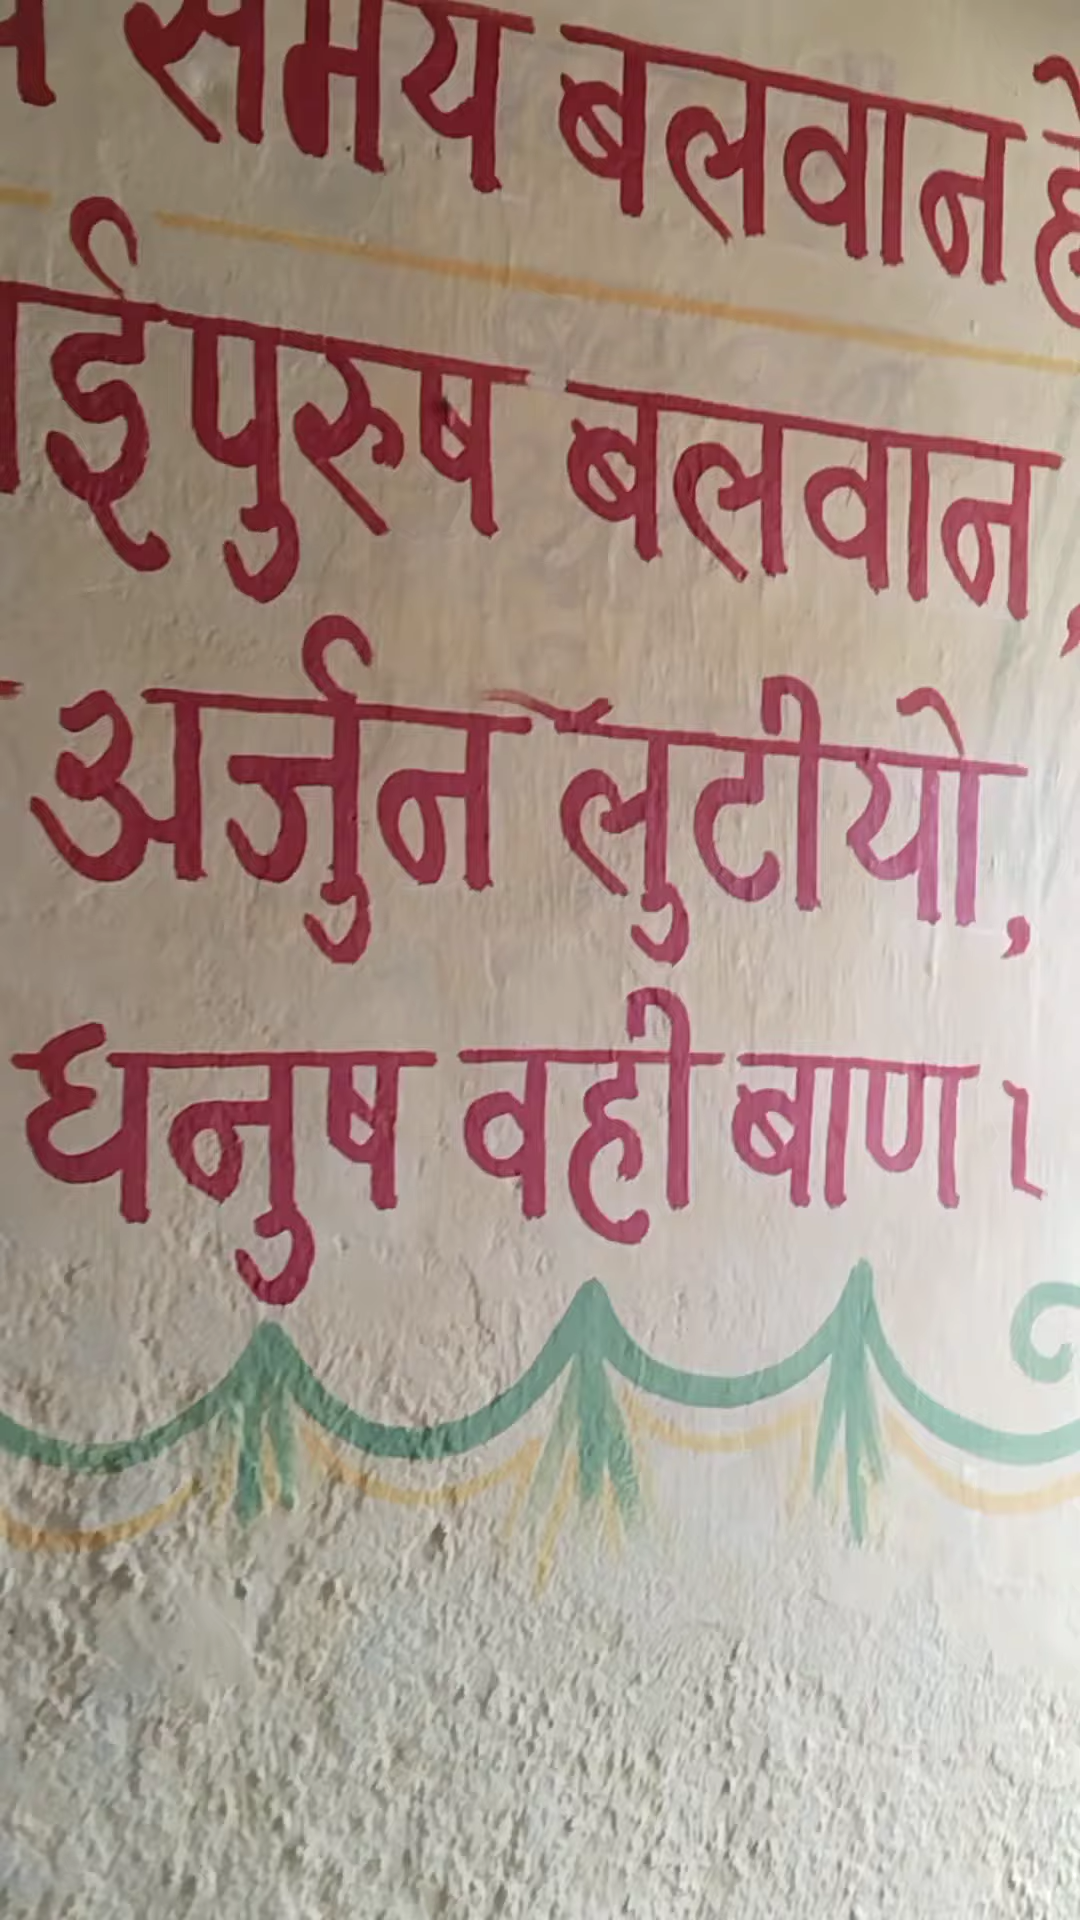 समय बलवान है
ई पुरुष बलवान,
अर्जुन लुटीयो,
धनुष वही बाण।